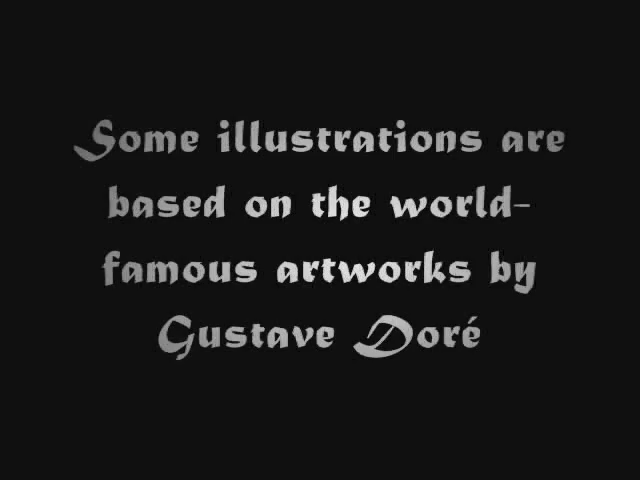 Some illustrations are
based on the world-
famous artworks by
Gustave Doré